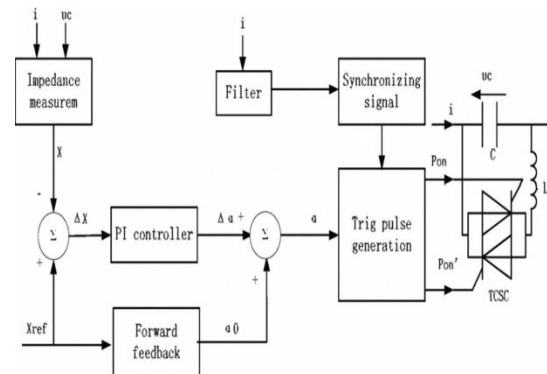 i
uc
Impedance
measurem
X
-
Σ
+
ΔX
PI controller
Δα +
Σ
+
α
Xref
Forward
feedback
α0
i
Filter
Synchronizing
signal
Trig pulse
generation
Pon
Pon'
uc
i
C
L
TCSC